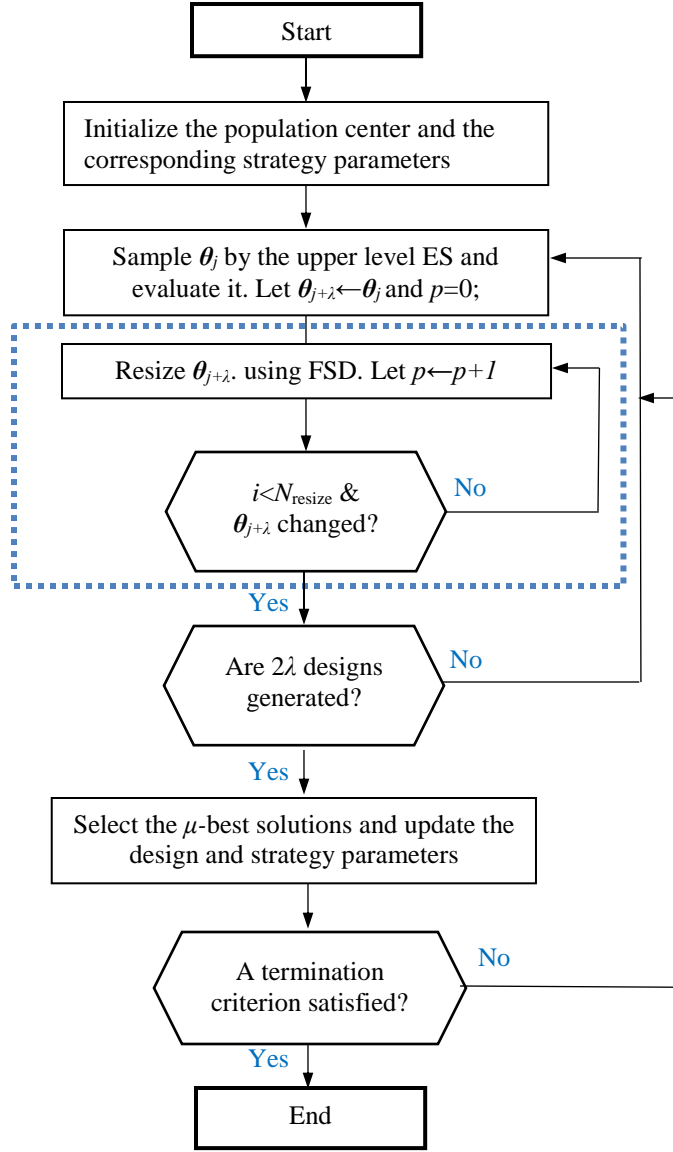 Start
Initialize the population center and the
corresponding strategy parameters
Sample θj by the upper level ES and
evaluate it. Let θj+λ←θj and p=0;
Resize θj+λ. using FSD. Let p←p+1
i<Nresize &
θj+λ changed?
No
Yes
Are 2λ designs
generated?
No
Yes
Select the μ-best solutions and update the
design and strategy parameters
A termination
criterion satisfied?
No
Yes
End